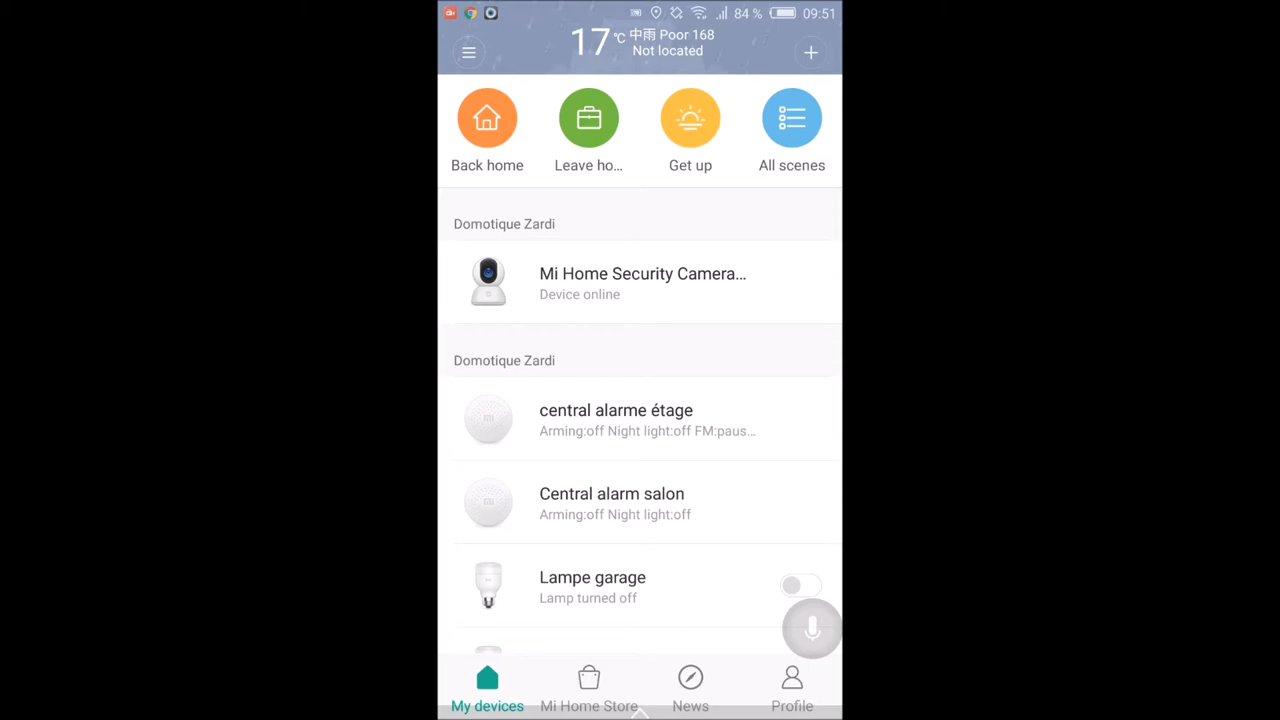 84 % 09:51
17 °C 中雨 Poor 168
Not located
Back home
Leave ho...
Get up
All scenes
Domotique Zardi
Mi Home Security Camera...
Device online
Domotique Zardi
central alarme étage
Arming:off Night light:off FM:paus...
Central alarm salon
Arming:off Night light:off
Lampe garage
Lamp turned off
My devices
Mi Home Store
News
Profile